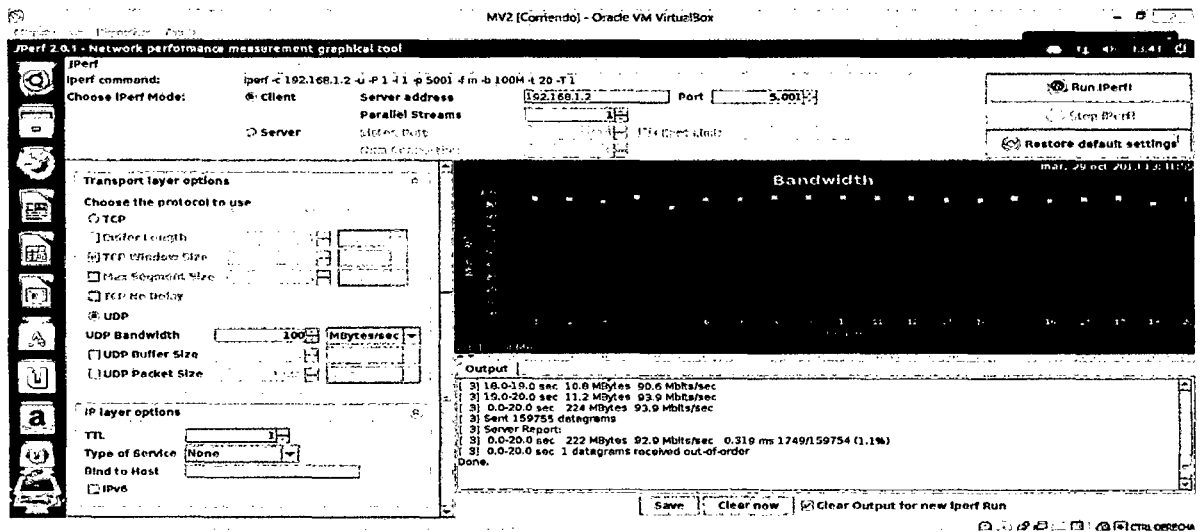 MV2 [Corriendo] - Oracle VM VirtualBox
JPerf 2.0.1 - Network performance measurement graphical tool
13:41
JPerf
Iperf command: iperf -c 192.168.1.2 -u -P 1 -i 1 -p 5001 -f m -b 100M -t 20 -T 1
Choose iPerf Mode: Client Server address 192.168.1.2 Port 5.001
Parallel Streams 1
Server
Run IPerf!
Stop IPerf!
Restore default settings
Transport layer options
Choose the protocol to use
TCP
Buffer Length
TCP Window Size
Max Segment Size
TCP No Delay
UDP
UDP Bandwidth 100 MBytes/sec
UDP Buffer Size
UDP Packet Size
IP layer options
TTL 1
Type of Service None
Bind to Host
IPv6
Bandwidth
Output
[ 3] 18.0-19.0 sec 10.8 MBytes 90.6 Mbits/sec
[ 3] 19.0-20.0 sec 11.2 MBytes 93.9 Mbits/sec
[ 3] 0.0-20.0 sec 224 MBytes 93.9 Mbits/sec
[ 3] Sent 159755 datagrams
[ 3] Server Report:
[ 3] 0.0-20.0 sec 222 MBytes 92.9 Mbits/sec 0.319 ms 1749/159754 (1.1%)
[ 3] 0.0-20.0 sec 1 datagrams received out-of-order
Done.
Save Clear now Clear Output for new Iperf Run
CTRL DERECHA